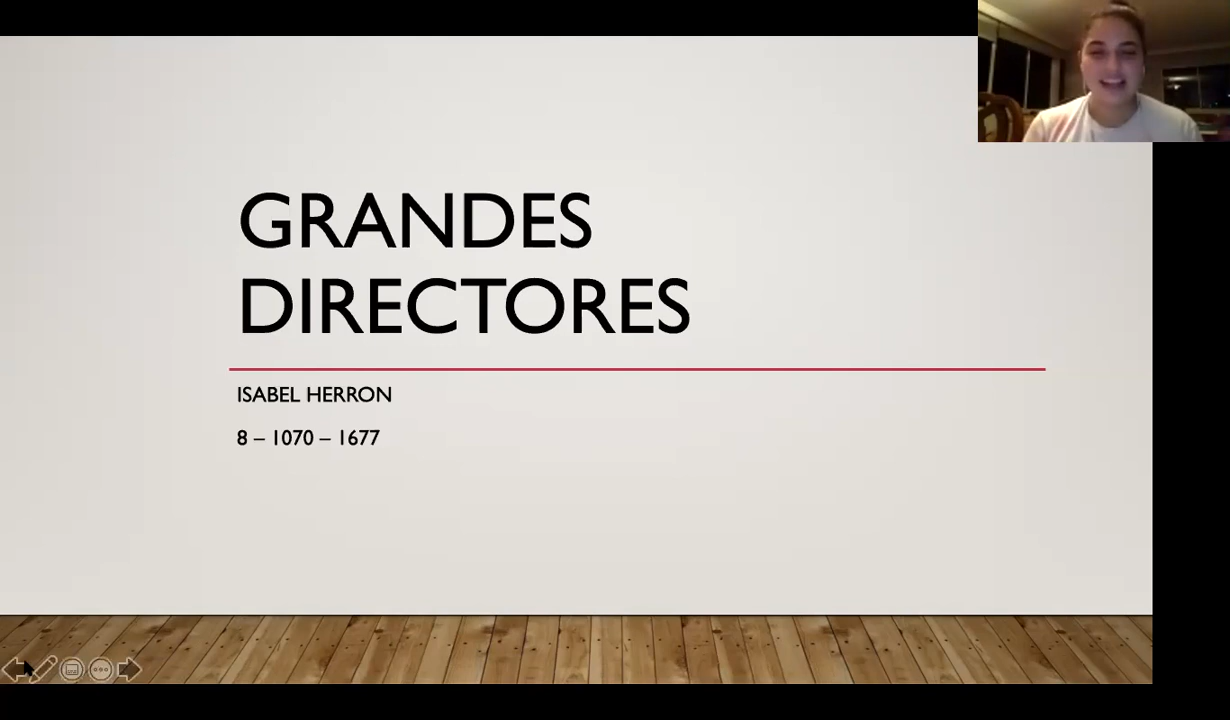 GRANDES
DIRECTORES
ISABEL HERRON
8 – 1070 – 1677